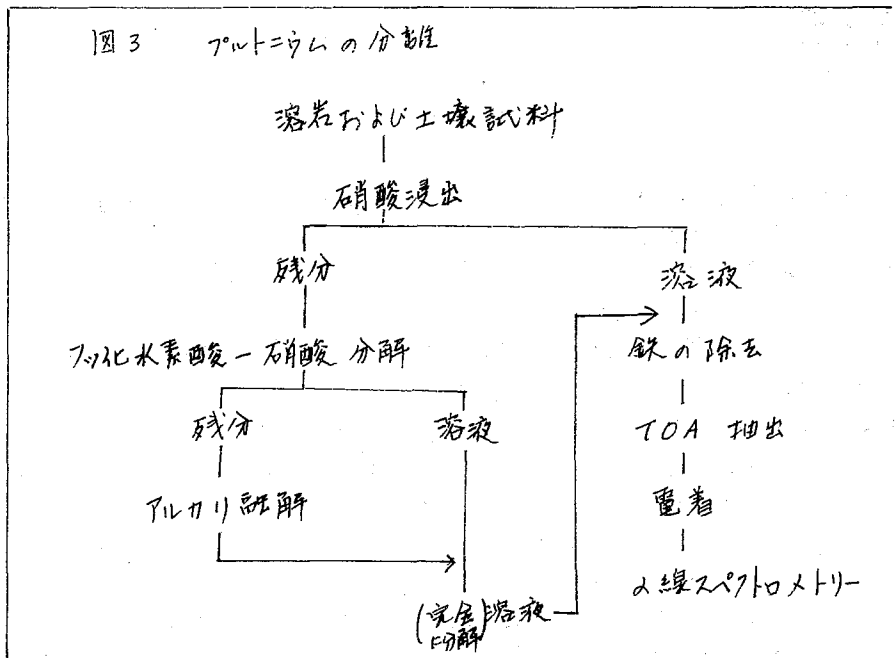 図3 プルトニウムの分離
溶岩および土壌試料
硝酸浸出
残分
溶液
フッ化水素酸－硝酸 分解
鉄の除去
残分
溶液
TOA 抽出
アルカリ融解
電着
α線スペクトロメトリー
(完全に分解)溶液